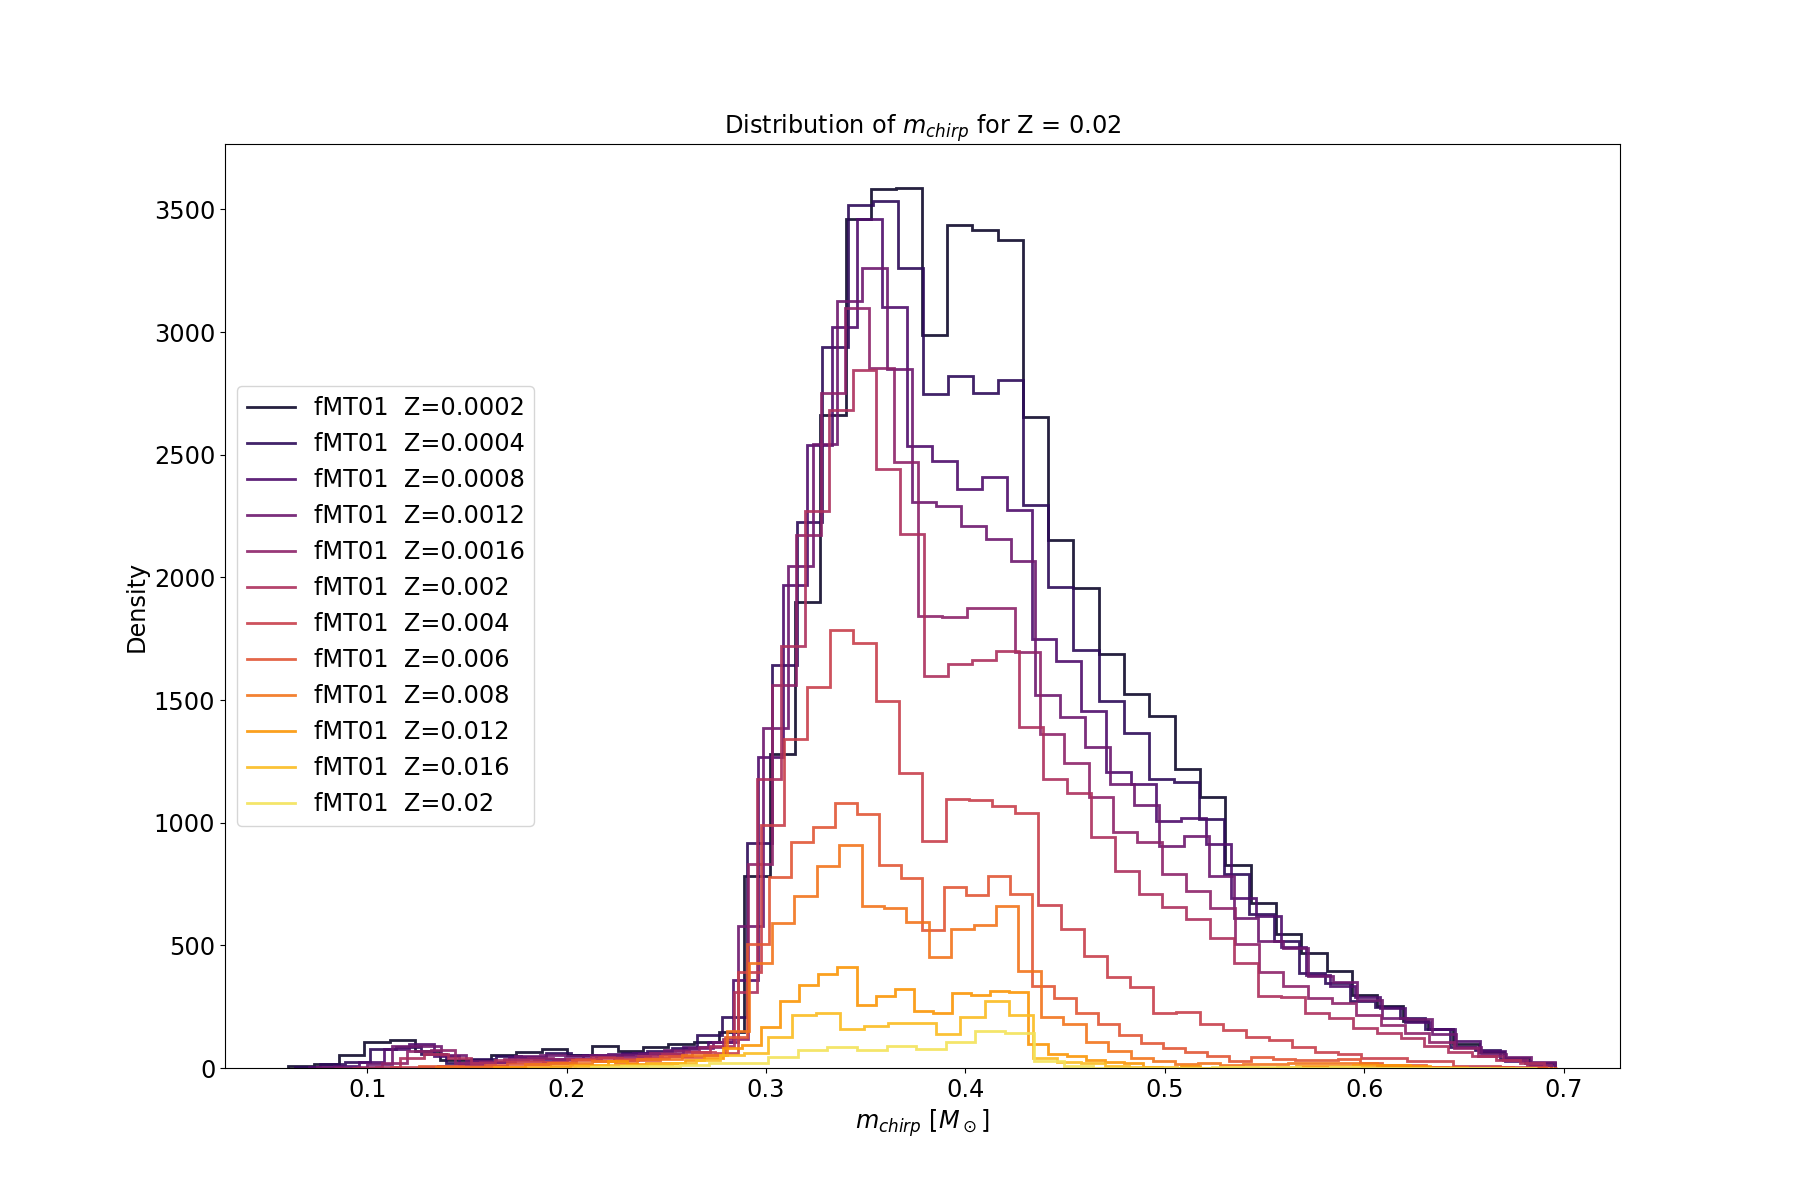 Distribution of m_chirp for Z = 0.02
Density
3500
3000
2500
2000
1500
1000
500
0
fMT01 Z=0.0002
fMT01 Z=0.0004
fMT01 Z=0.0008
fMT01 Z=0.0012
fMT01 Z=0.0016
fMT01 Z=0.002
fMT01 Z=0.004
fMT01 Z=0.006
fMT01 Z=0.008
fMT01 Z=0.012
fMT01 Z=0.016
fMT01 Z=0.02
0.1 0.2 0.3 0.4 0.5 0.6 0.7
m_chirp [M_⊙]